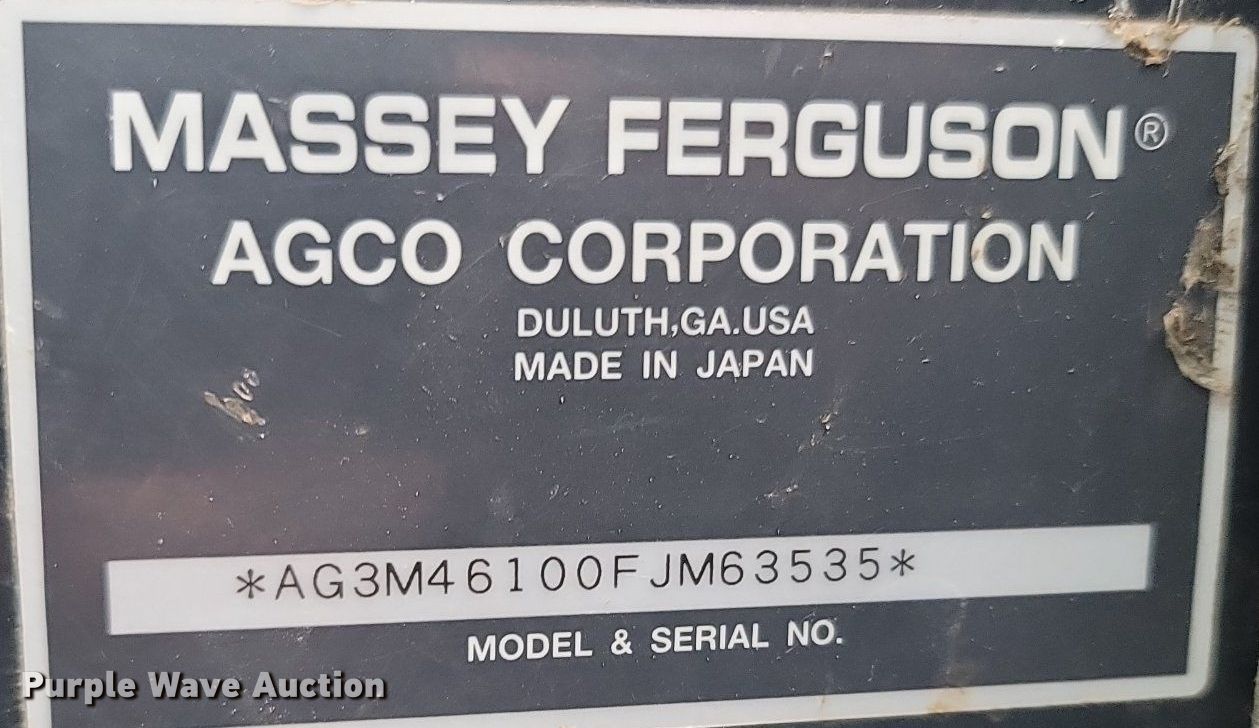 MASSEY FERGUSON®
AGCO CORPORATION
DULUTH,GA.USA
MADE IN JAPAN
*AG3M46100FJM63535*
MODEL & SERIAL NO.
Purple Wave Auction